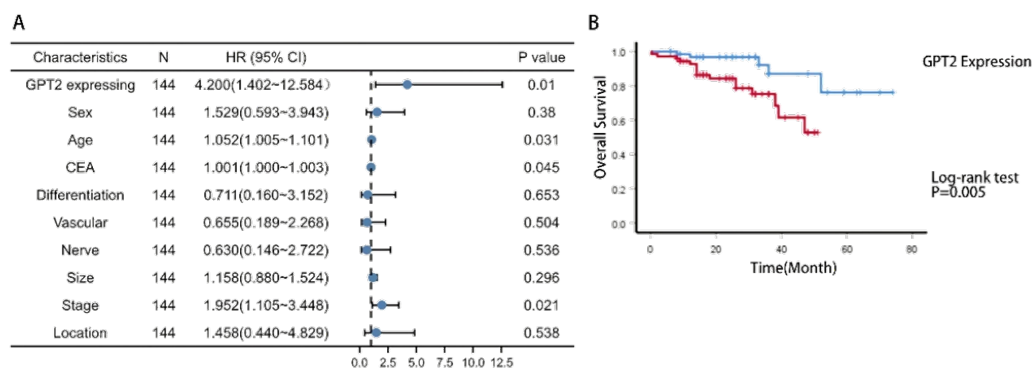 A
Characteristics N HR (95% CI) P value
GPT2 expressing 144 4.200(1.402~12.584) 0.01
Sex 144 1.529(0.593~3.943) 0.38
Age 144 1.052(1.005~1.101) 0.031
CEA 144 1.001(1.000~1.003) 0.045
Differentiation 144 0.711(0.160~3.152) 0.653
Vascular 144 0.655(0.189~2.268) 0.504
Nerve 144 0.630(0.146~2.722) 0.536
Size 144 1.158(0.880~1.524) 0.296
Stage 144 1.952(1.105~3.448) 0.021
Location 144 1.458(0.440~4.829) 0.538
0.0 2.5 5.0 7.5 10.0 12.5
B
GPT2 Expression
Log-rank test
P=0.005
Overall Survival
1.0
0.8
0.6
0.4
0.2
0.0
0 20 40 60 80
Time(Month)